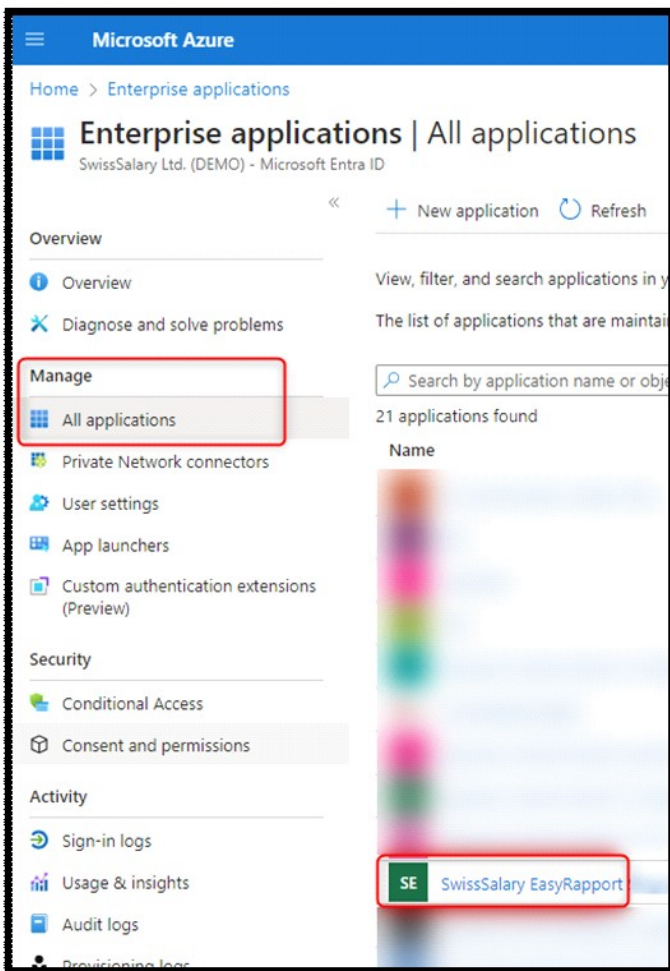 Microsoft Azure
Home > Enterprise applications
Enterprise applications | All applications
SwissSalary Ltd. (DEMO) - Microsoft Entra ID
«
+ New application Refresh
Overview
Overview
View, filter, and search applications in
Diagnose and solve problems
The list of applications that are
Manage
Search by application name or
All applications
21 applications found
Name
Private Network connectors
User settings
App launchers
Custom authentication extensions
(Preview)
Security
Conditional Access
Consent and permissions
Activity
Sign-in logs
SE SwissSalary EasyRapport
Usage & insights
Audit logs
Provisioning logs